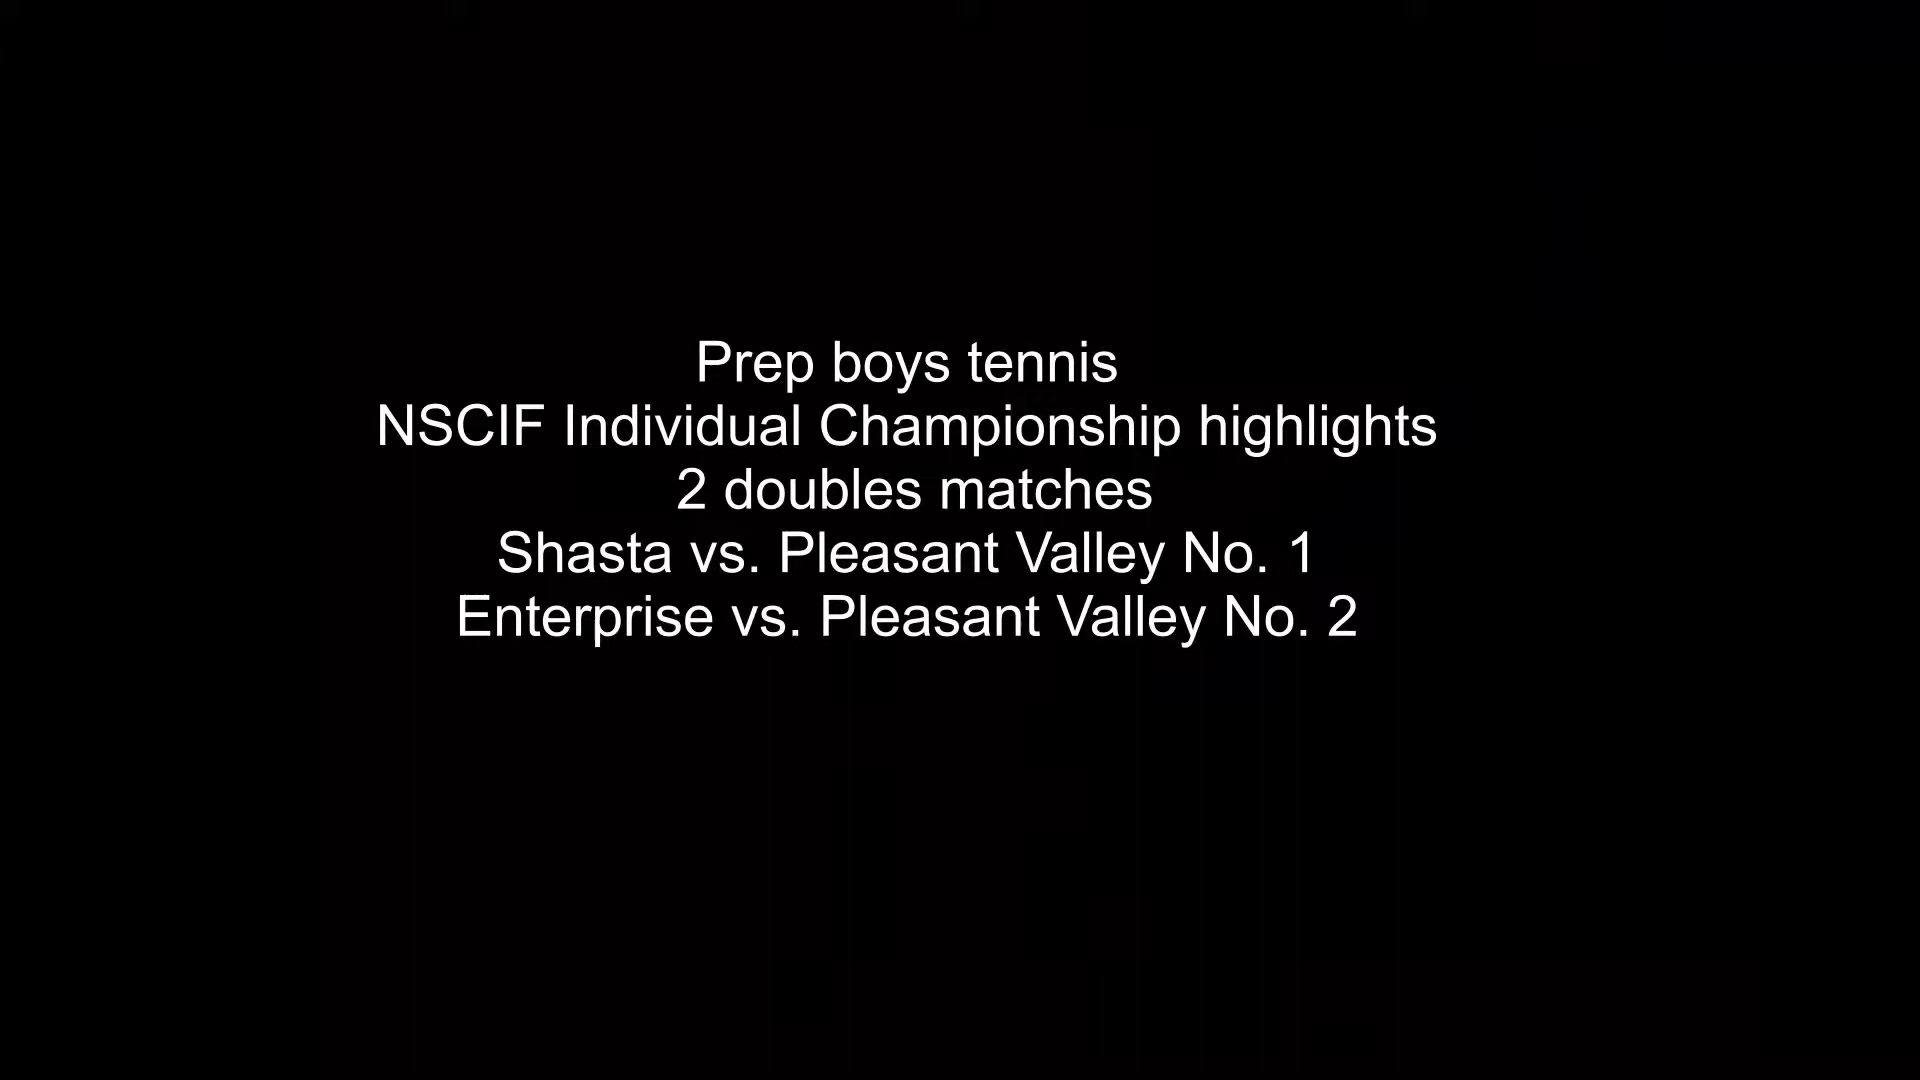 Prep boys tennis
NSCIF Individual Championship highlights
2 doubles matches
Shasta vs. Pleasant Valley No. 1
Enterprise vs. Pleasant Valley No. 2